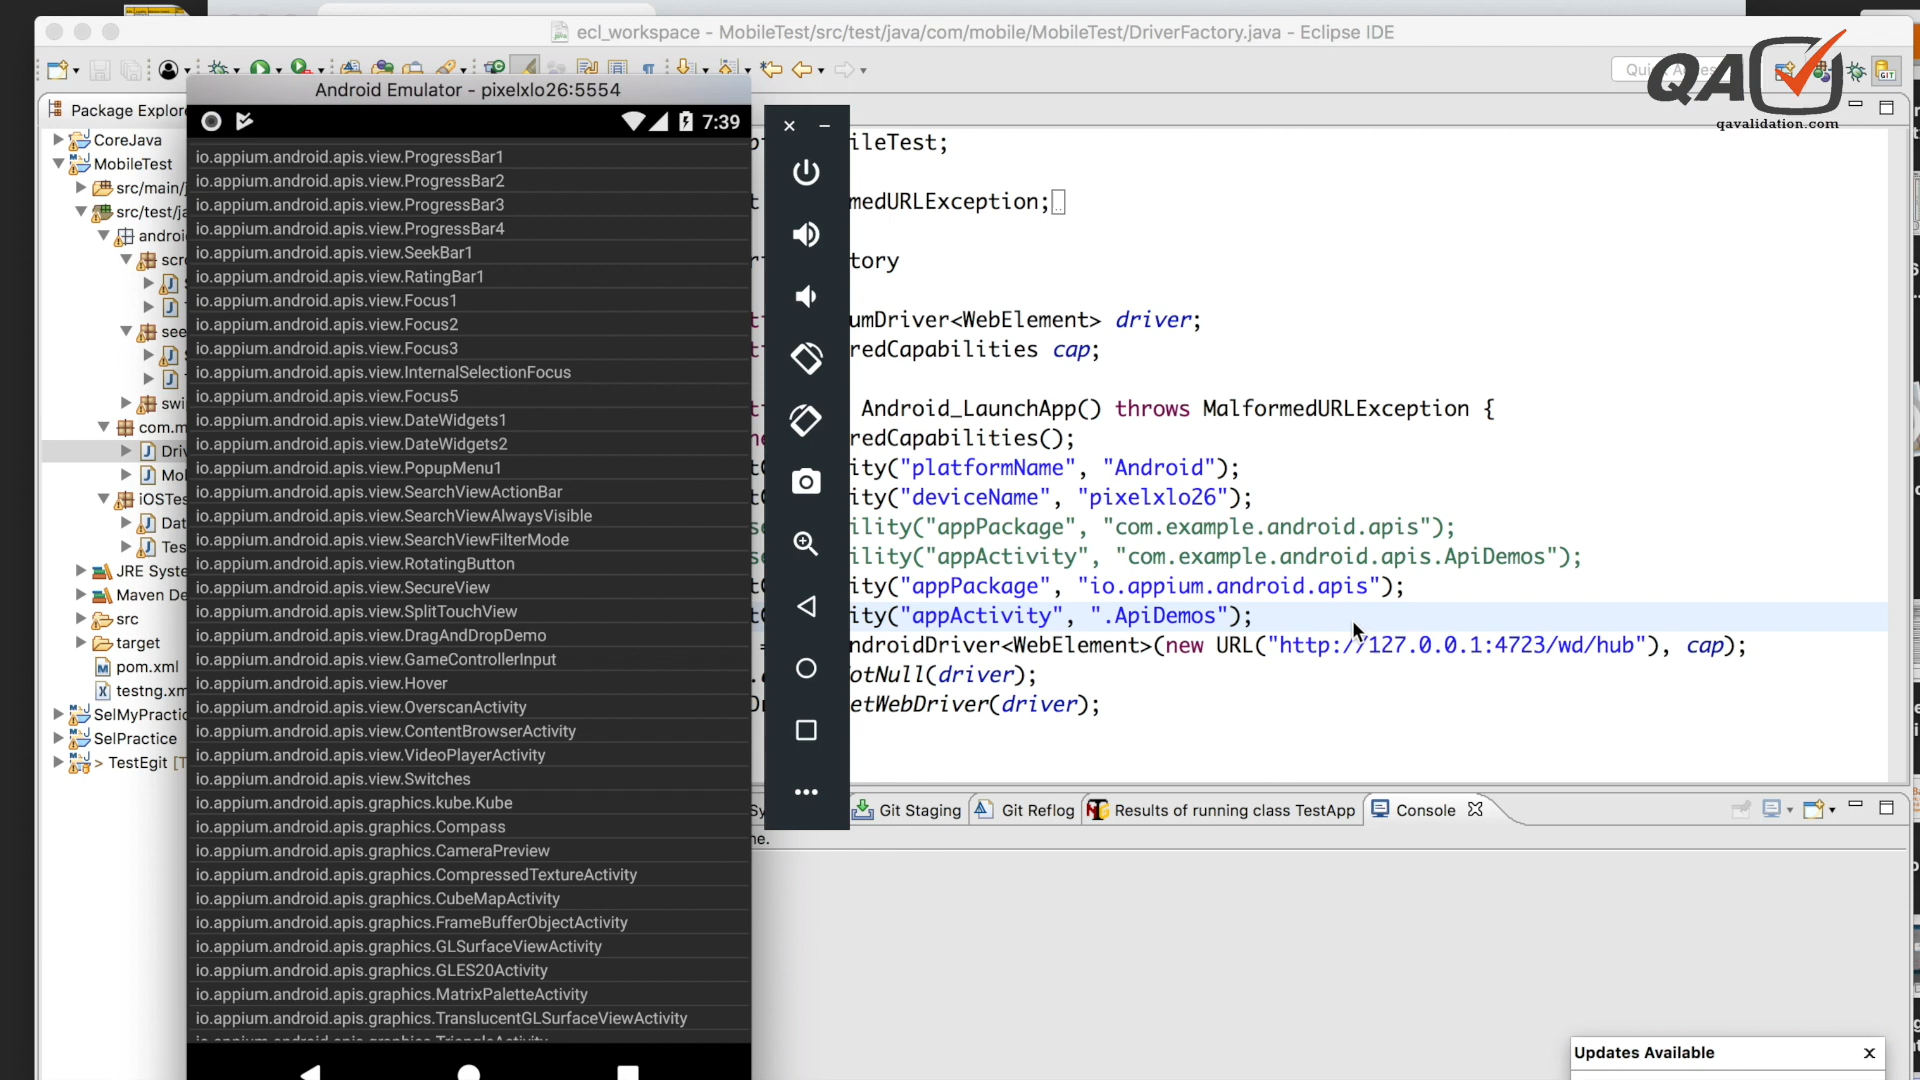 ecl_workspace - MobileTest/src/test/java/com/mobile/MobileTest/DriverFactory.java - Eclipse IDE
QA
qavalidation.com
Package Explor
CoreJava
MobileTest
src/main/j
src/test/ja
androi
scr
see
swi
com.m
Driv
Mol
iOSTe
Dat
Tes
JRE Syste
Maven De
src
target
pom.xml
testng.xm
SelMyPractic
SelPractice
> TestEgit [T
Android Emulator - pixelxlo26:5554
7:39
io.appium.android.apis.view.ProgressBar1
io.appium.android.apis.view.ProgressBar2
io.appium.android.apis.view.ProgressBar3
io.appium.android.apis.view.ProgressBar4
io.appium.android.apis.view.SeekBar1
io.appium.android.apis.view.RatingBar1
io.appium.android.apis.view.Focus1
io.appium.android.apis.view.Focus2
io.appium.android.apis.view.Focus3
io.appium.android.apis.view.InternalSelectionFocus
io.appium.android.apis.view.Focus5
io.appium.android.apis.view.DateWidgets1
io.appium.android.apis.view.DateWidgets2
io.appium.android.apis.view.PopupMenu1
io.appium.android.apis.view.SearchViewActionBar
io.appium.android.apis.view.SearchViewAlwaysVisible
io.appium.android.apis.view.SearchViewFilterMode
io.appium.android.apis.view.RotatingButton
io.appium.android.apis.view.SecureView
io.appium.android.apis.view.SplitTouchView
io.appium.android.apis.view.DragAndDropDemo
io.appium.android.apis.view.GameControllerInput
io.appium.android.apis.view.Hover
io.appium.android.apis.view.OverscanActivity
io.appium.android.apis.view.ContentBrowserActivity
io.appium.android.apis.view.VideoPlayerActivity
io.appium.android.apis.view.Switches
io.appium.android.apis.graphics.kube.Kube
io.appium.android.apis.graphics.Compass
io.appium.android.apis.graphics.CameraPreview
io.appium.android.apis.graphics.CompressedTextureActivity
io.appium.android.apis.graphics.CubeMapActivity
io.appium.android.apis.graphics.FrameBufferObjectActivity
io.appium.android.apis.graphics.GLSurfaceViewActivity
io.appium.android.apis.graphics.GLES20Activity
io.appium.android.apis.graphics.MatrixPaletteActivity
io.appium.android.apis.graphics.TranslucentGLSurfaceViewActivity
ileTest;
medURLException;
tory
umDriver<WebElement> driver;
redCapabilities cap;
Android_LaunchApp() throws MalformedURLException {
redCapabilities();
ity("platformName", "Android");
ity("deviceName", "pixelxlo26");
ility("appPackage", "com.example.android.apis");
ility("appActivity", "com.example.android.apis.ApiDemos");
ity("appPackage", "io.appium.android.apis");
ity("appActivity", ".ApiDemos");
ndroidDriver<WebElement>(new URL("http://127.0.0.1:4723/wd/hub"), cap);
otNull(driver);
etWebDriver(driver);
Git Staging
Git Reflog
Results of running class TestApp
Console
ne.
Updates Available